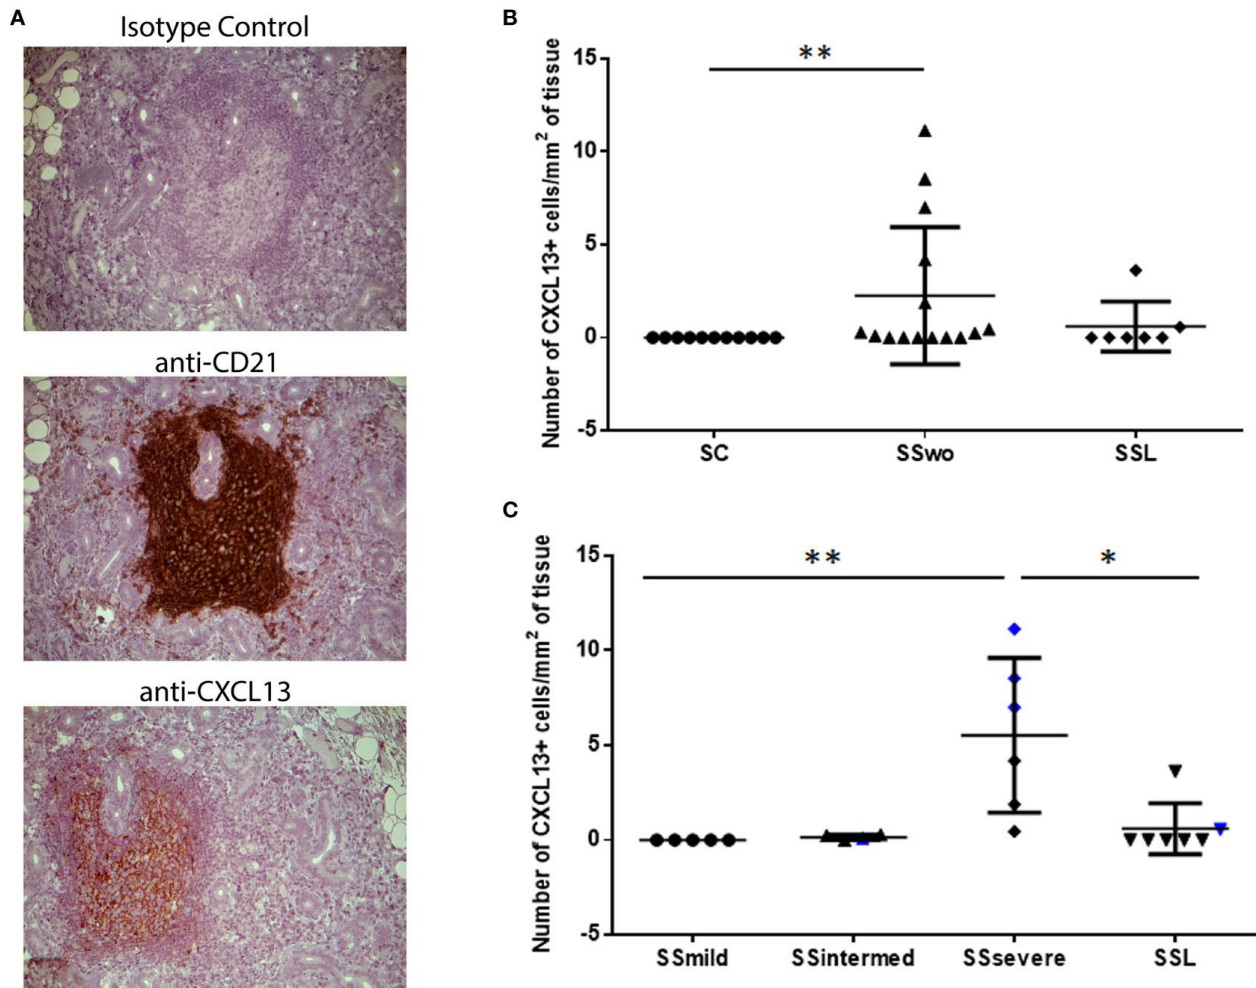 A
Isotype Control
anti-CD21
anti-CXCL13
B
Number of CXCL13+ cells/mm² of tissue
15
10
5
0
-5
**
SC SSwo SSL
C
Number of CXCL13+ cells/mm² of tissue
15
10
5
0
-5
** *
SSmild SSintermed SSsevere SSL